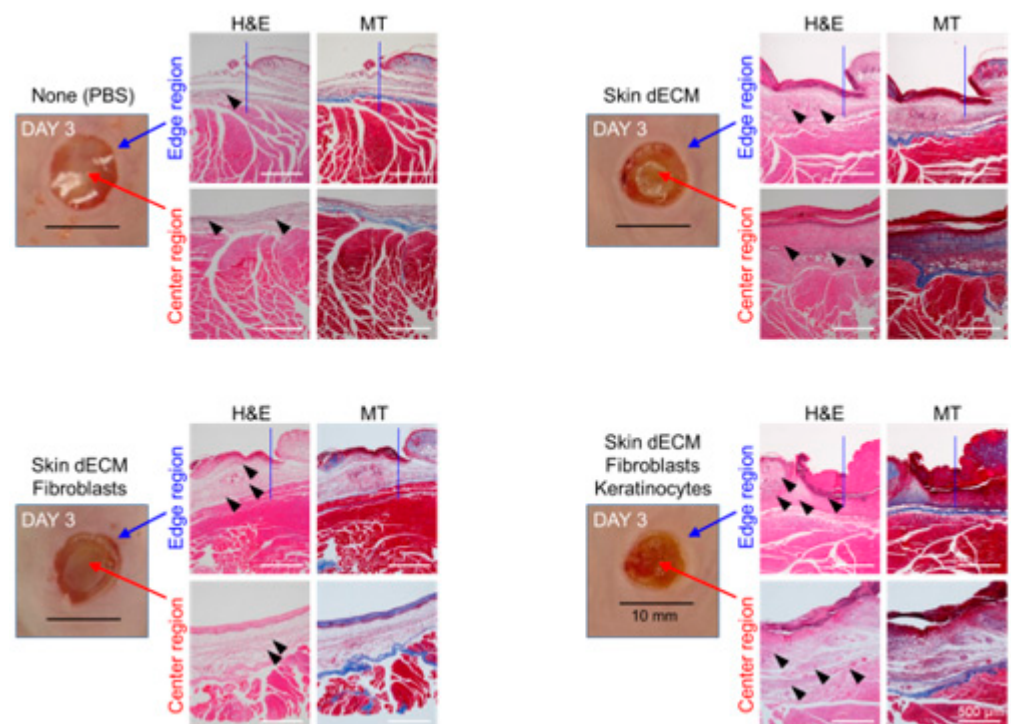 H&E MT
None (PBS)
DAY 3
Edge region
Center region
H&E MT
Skin dECM
DAY 3
Edge region
Center region
H&E MT
Skin dECM
Fibroblasts
DAY 3
Edge region
Center region
H&E MT
Skin dECM
Fibroblasts
Keratinocytes
DAY 3
10 mm
Edge region
Center region
500 μm